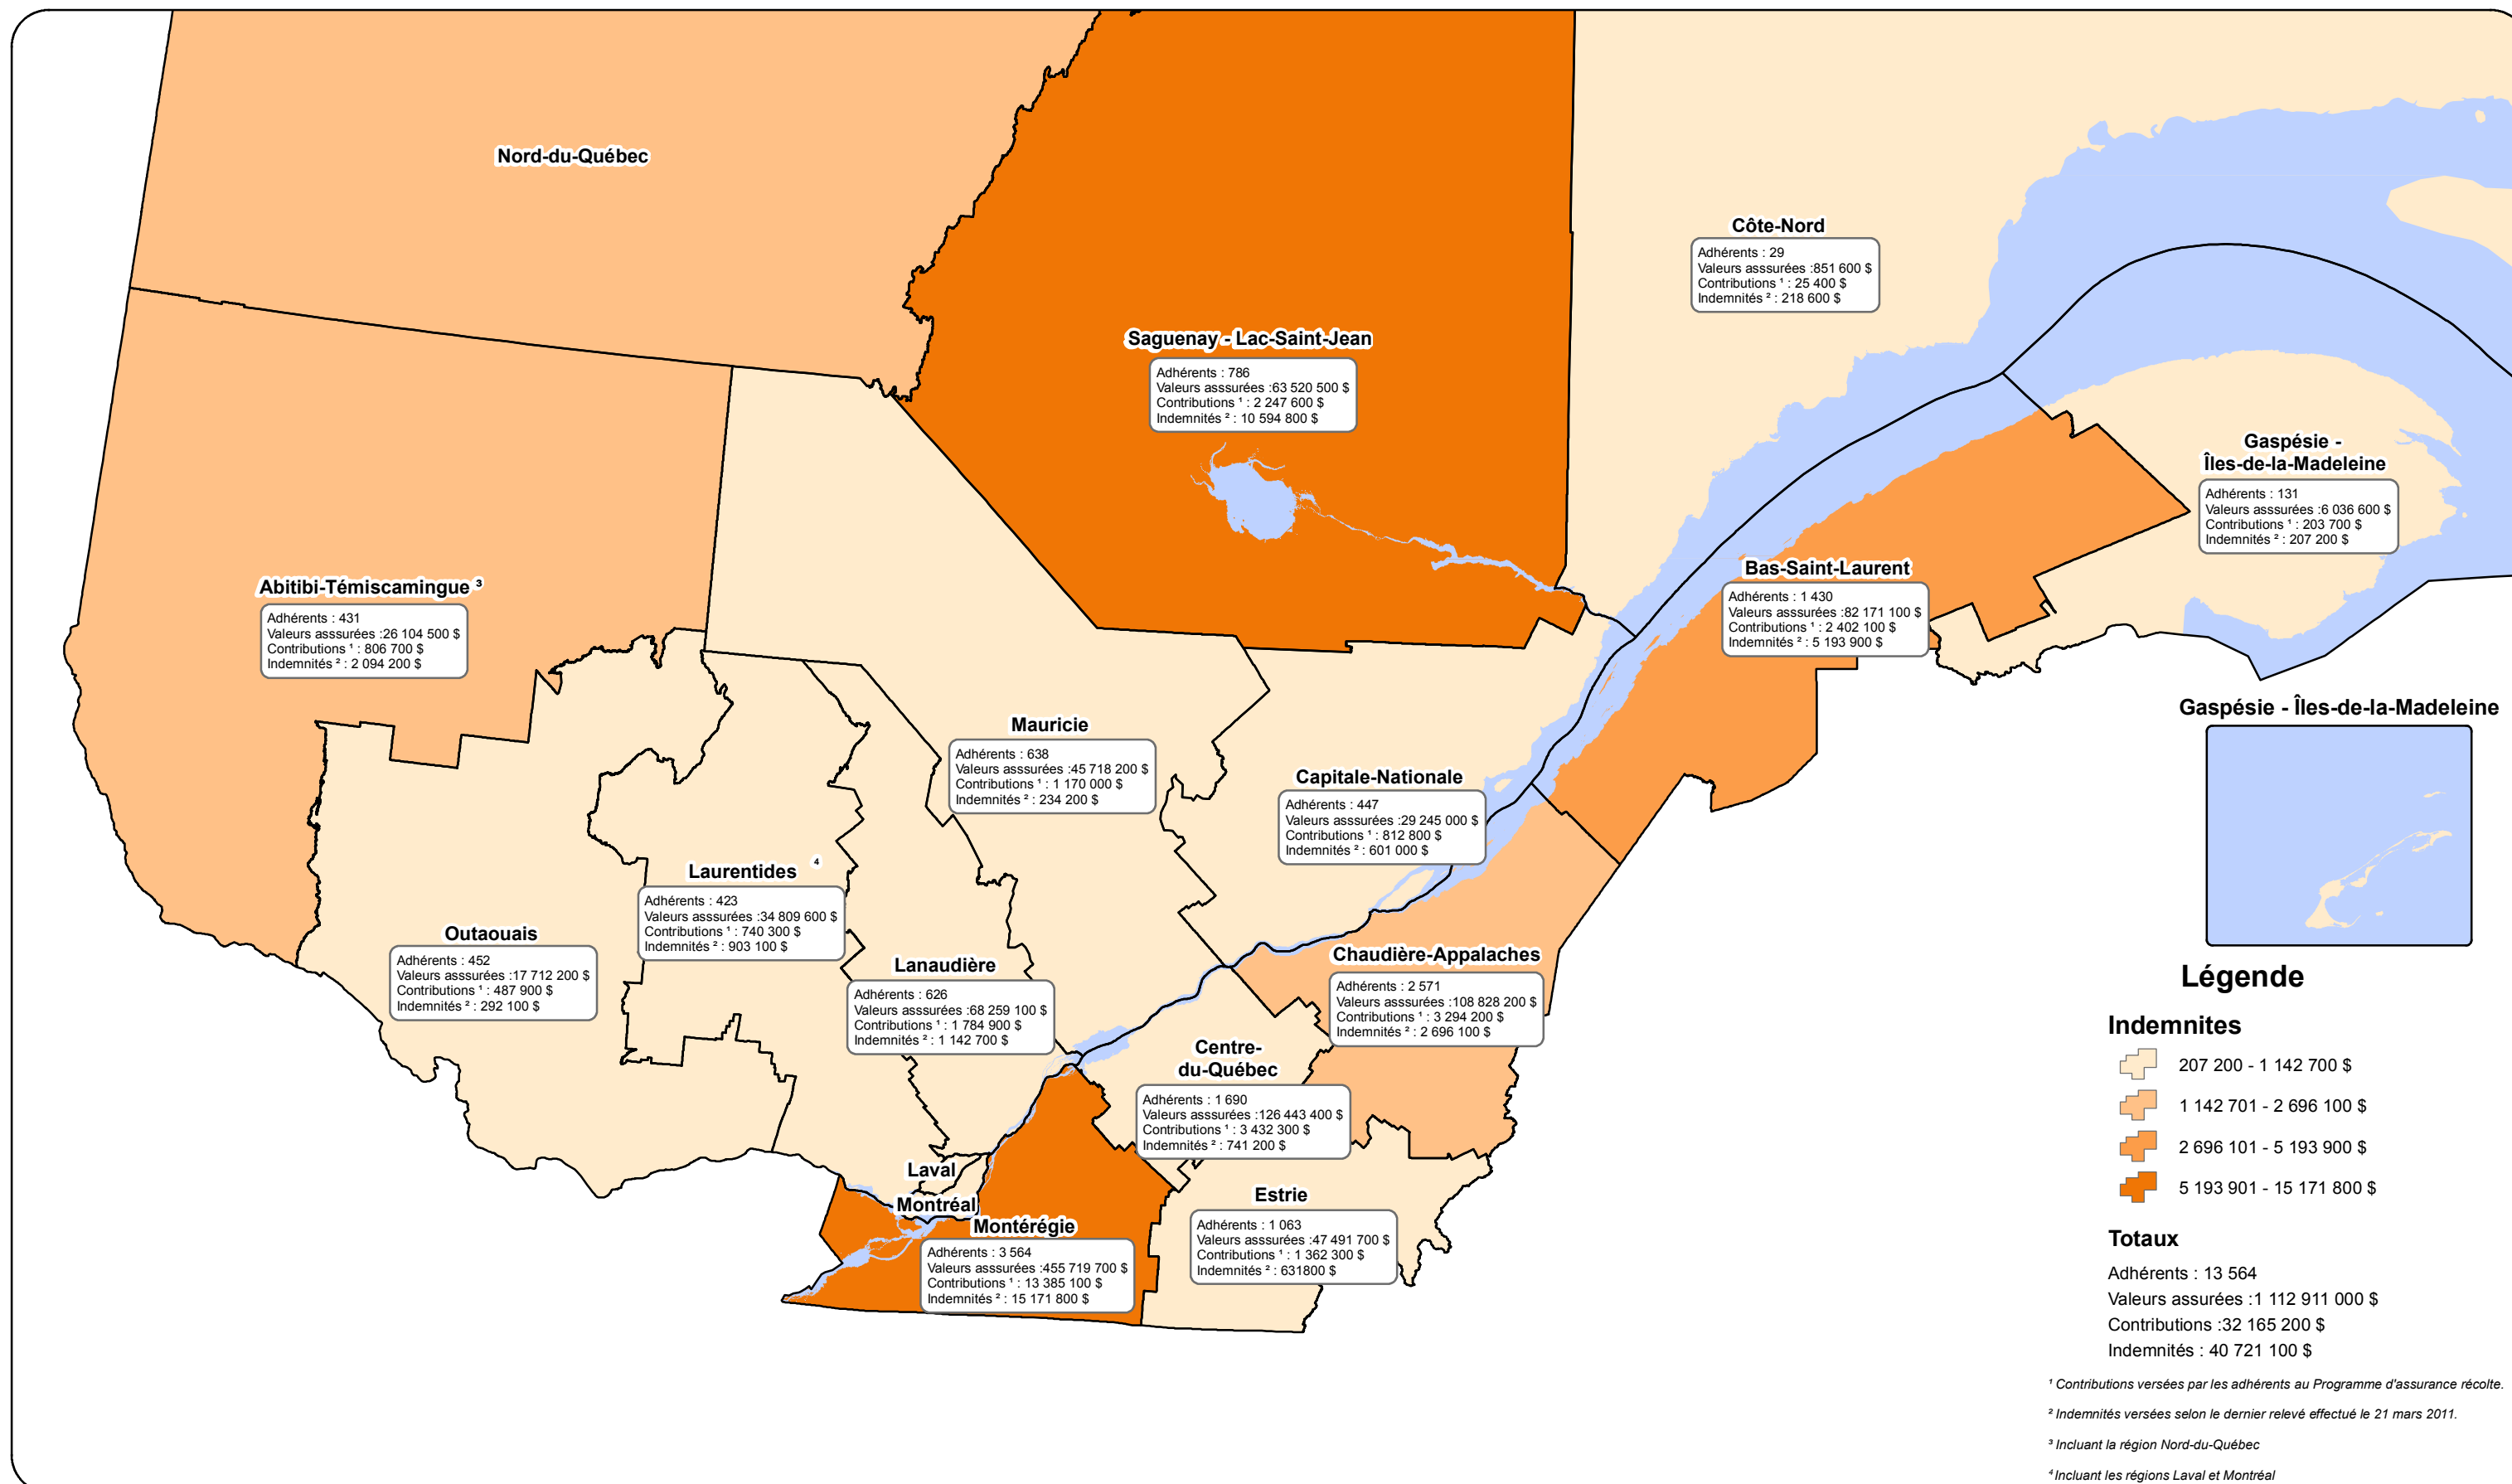 Nord-du-Québec
Côte-Nord
Adhérents : 29
Valeurs asssurées :851 600 $
Contributions ¹ : 25 400 $
Indemnités ² : 218 600 $
Saguenay - Lac-Saint-Jean
Adhérents : 786
Valeurs asssurées :63 520 500 $
Contributions ¹ : 2 247 600 $
Indemnités ² : 10 594 800 $
Gaspésie -
Îles-de-la-Madeleine
Adhérents : 131
Valeurs asssurées :6 036 600 $
Contributions ¹ : 203 700 $
Indemnités ² : 207 200 $
Bas-Saint-Laurent
Adhérents : 1 430
Valeurs asssurées :82 171 100 $
Contributions ¹ : 2 402 100 $
Indemnités ² : 5 193 900 $
Abitibi-Témiscamingue ³
Adhérents : 431
Valeurs asssurées :26 104 500 $
Contributions ¹ : 806 700 $
Indemnités ² : 2 094 200 $
Mauricie
Adhérents : 638
Valeurs asssurées :45 718 200 $
Contributions ¹ : 1 170 000 $
Indemnités ² : 234 200 $
Capitale-Nationale
Adhérents : 447
Valeurs asssurées :29 245 000 $
Contributions ¹ : 812 800 $
Indemnités ² : 601 000 $
Laurentides ⁴
Adhérents : 423
Valeurs asssurées :34 809 600 $
Contributions ¹ : 740 300 $
Indemnités ² : 903 100 $
Outaouais
Adhérents : 452
Valeurs asssurées :17 712 200 $
Contributions ¹ : 487 900 $
Indemnités ² : 292 100 $
Lanaudière
Adhérents : 626
Valeurs asssurées :68 259 100 $
Contributions ¹ : 1 784 900 $
Indemnités ² : 1 142 700 $
Chaudière-Appalaches
Adhérents : 2 571
Valeurs asssurées :108 828 200 $
Contributions ¹ : 3 294 200 $
Indemnités ² : 2 696 100 $
Centre-
du-Québec
Adhérents : 1 690
Valeurs asssurées :126 443 400 $
Contributions ¹ : 3 432 300 $
Indemnités ² : 741 200 $
Laval
Montréal
Montérégie
Adhérents : 3 564
Valeurs asssurées :455 719 700 $
Contributions ¹ : 13 385 100 $
Indemnités ² : 15 171 800 $
Estrie
Adhérents : 1 063
Valeurs asssurées :47 491 700 $
Contributions ¹ : 1 362 300 $
Indemnités ² : 631800 $
Gaspésie - Îles-de-la-Madeleine
Légende
Indemnites
207 200 - 1 142 700 $
1 142 701 - 2 696 100 $
2 696 101 - 5 193 900 $
5 193 901 - 15 171 800 $
Totaux
Adhérents : 13 564
Valeurs assurées :1 112 911 000 $
Contributions :32 165 200 $
Indemnités : 40 721 100 $
¹ Contributions versées par les adhérents au Programme d'assurance récolte.
² Indemnités versées selon le dernier relevé effectué le 21 mars 2011.
³ Incluant la région Nord-du-Québec
⁴ Incluant les régions Laval et Montréal